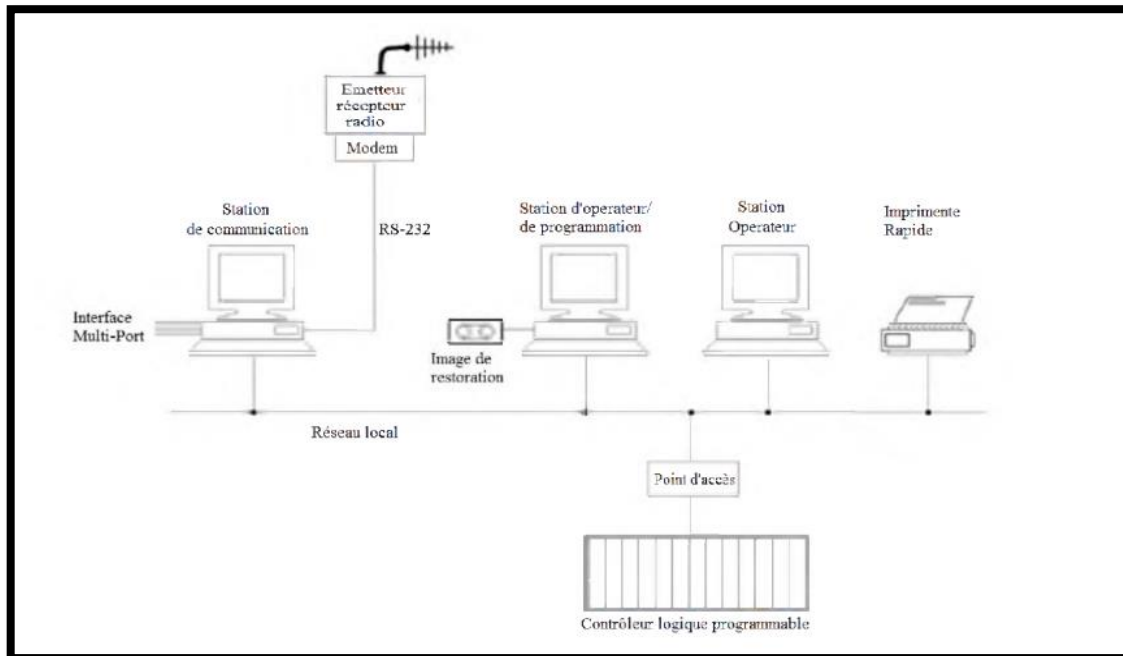 Emetteur
récepteur
radio
Modem
Station
de communication
RS-232
Station d'operateur/
de programmation
Station
Operateur
Imprimente
Rapide
Interface
Multi-Port
Image de
restoration
Réseau local
Point d'accès
Contrôleur logique programmable